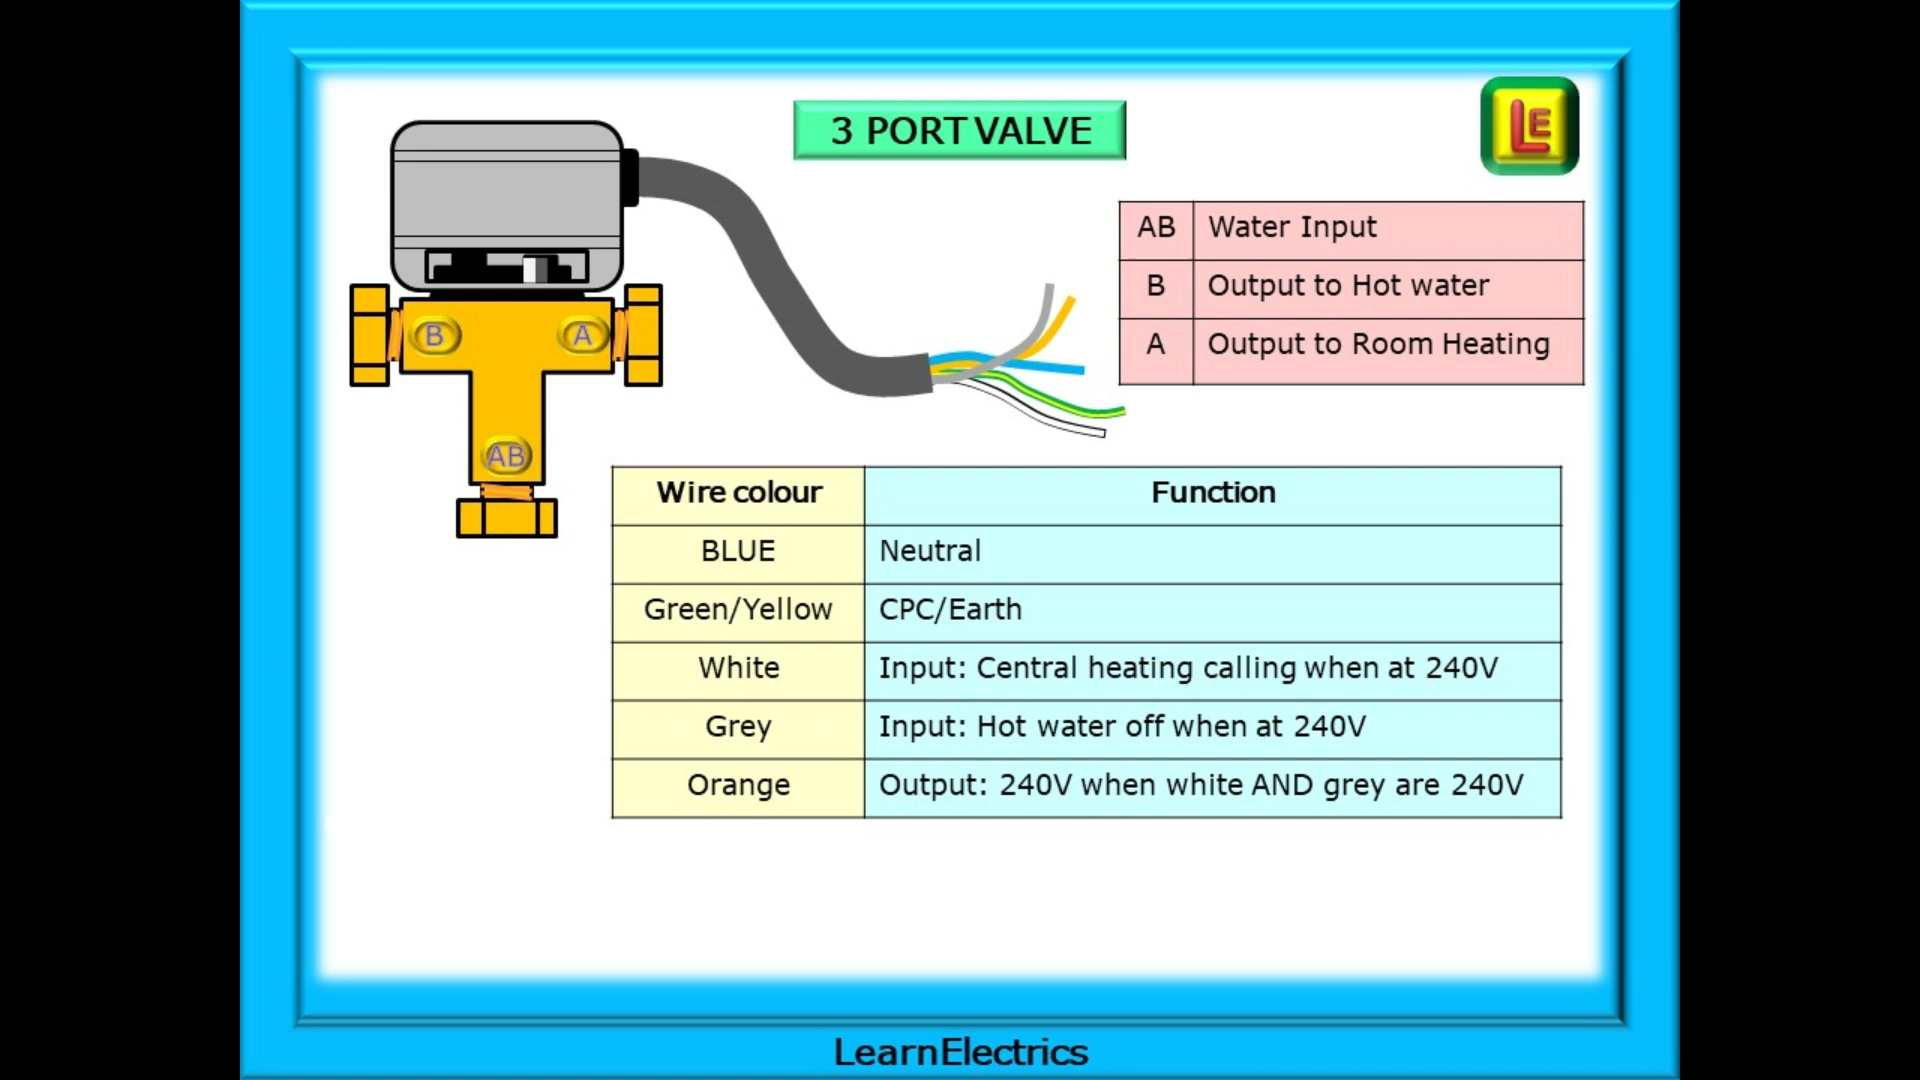 3 PORT VALVE
LE
AB Water Input
B Output to Hot water
A Output to Room Heating
B A
AB
Wire colour Function
BLUE Neutral
Green/Yellow CPC/Earth
White Input: Central heating calling when at 240V
Grey Input: Hot water off when at 240V
Orange Output: 240V when white AND grey are 240V
LearnElectrics